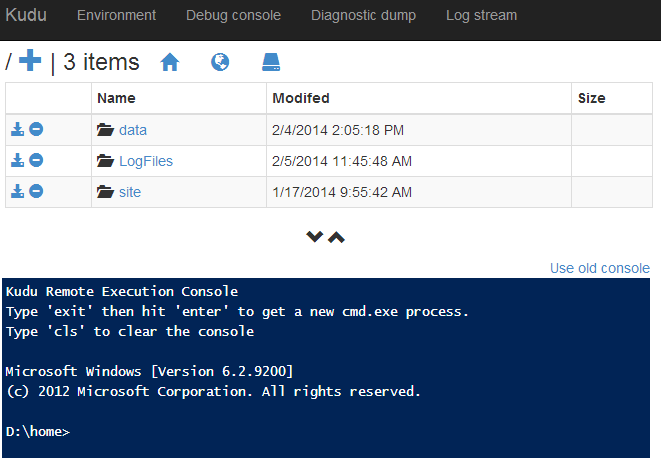 Kudu Environment Debug console Diagnostic dump Log stream
/ + | 3 items
Name Modifed Size
data 2/4/2014 2:05:18 PM
LogFiles 2/5/2014 11:45:48 AM
site 1/17/2014 9:55:42 AM
Use old console
Kudu Remote Execution Console
Type 'exit' then hit 'enter' to get a new cmd.exe process.
Type 'cls' to clear the console
Microsoft Windows [Version 6.2.9200]
(c) 2012 Microsoft Corporation. All rights reserved.
D:\home>